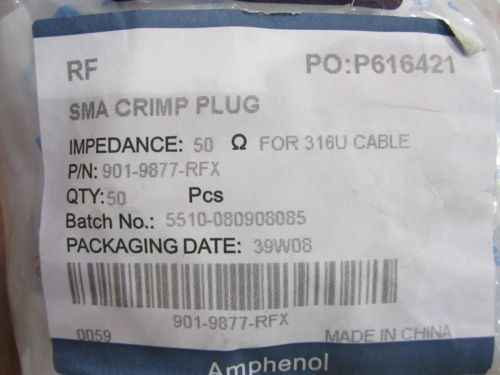 RF PO:P616421
SMA CRIMP PLUG
IMPEDANCE: 50 Ω FOR 316U CABLE
P/N: 901-9877-RFX
QTY: 50 Pcs
Batch No.: 5510-080908085
PACKAGING DATE: 39W08
901-9877-RFX
0059 MADE IN CHINA
Amphenol